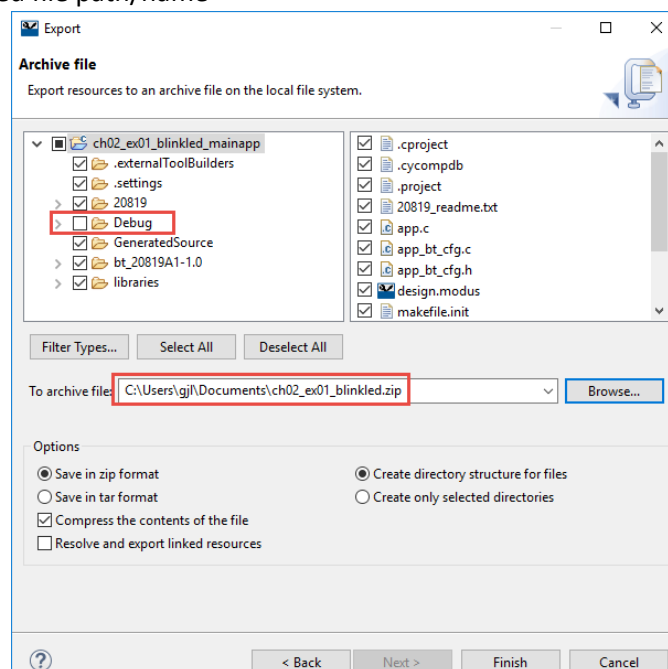 file path/name
Export
Archive file
Export resources to an archive file on the local file system.
ch02_ex01_blinkled_mainapp
.externalToolBuilders
.settings
20819
Debug
GeneratedSource
bt_20819A1-1.0
libraries
.cproject
.cycompdb
.project
20819_readme.txt
app.c
app_bt_cfg.c
app_bt_cfg.h
design.modus
makefile.init
Filter Types... Select All Deselect All
To archive file: C:\Users\gjl\Documents\ch02_ex01_blinkled.zip Browse...
Options
Save in zip format
Save in tar format
Compress the contents of the file
Resolve and export linked resources
Create directory structure for files
Create only selected directories
? < Back Next > Finish Cancel